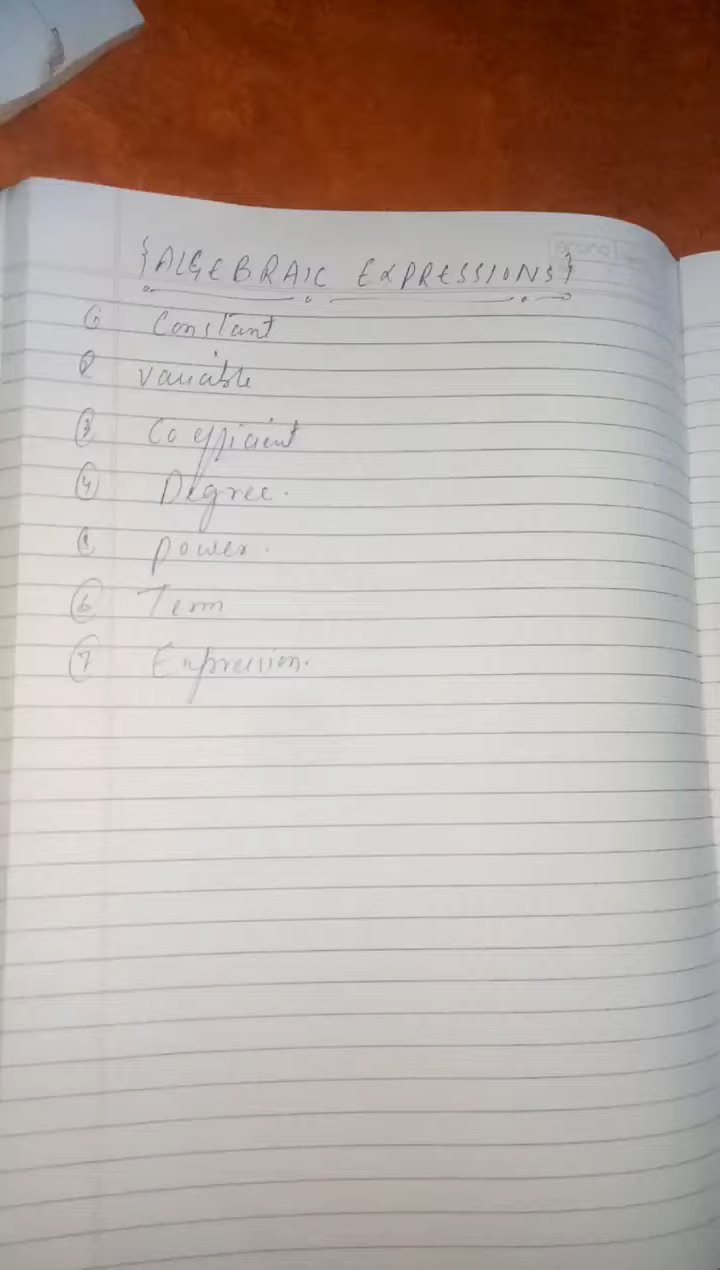 {ALGEBRAIC EXPRESSIONS}
① Constant
② variable
③ Coefficient
④ Degree.
⑤ power.
⑥ Term
⑦ Expression.